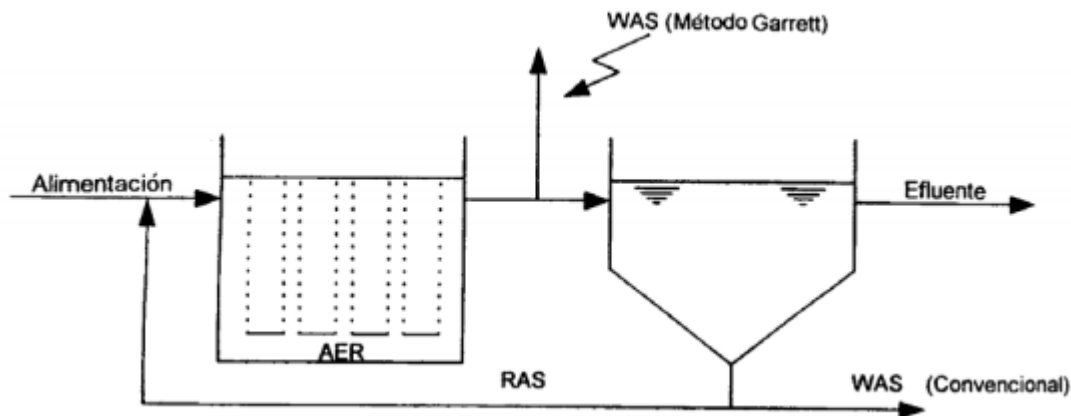 WAS (Método Garrett)
Alimentación
Efluente
AER
RAS
WAS (Convencional)